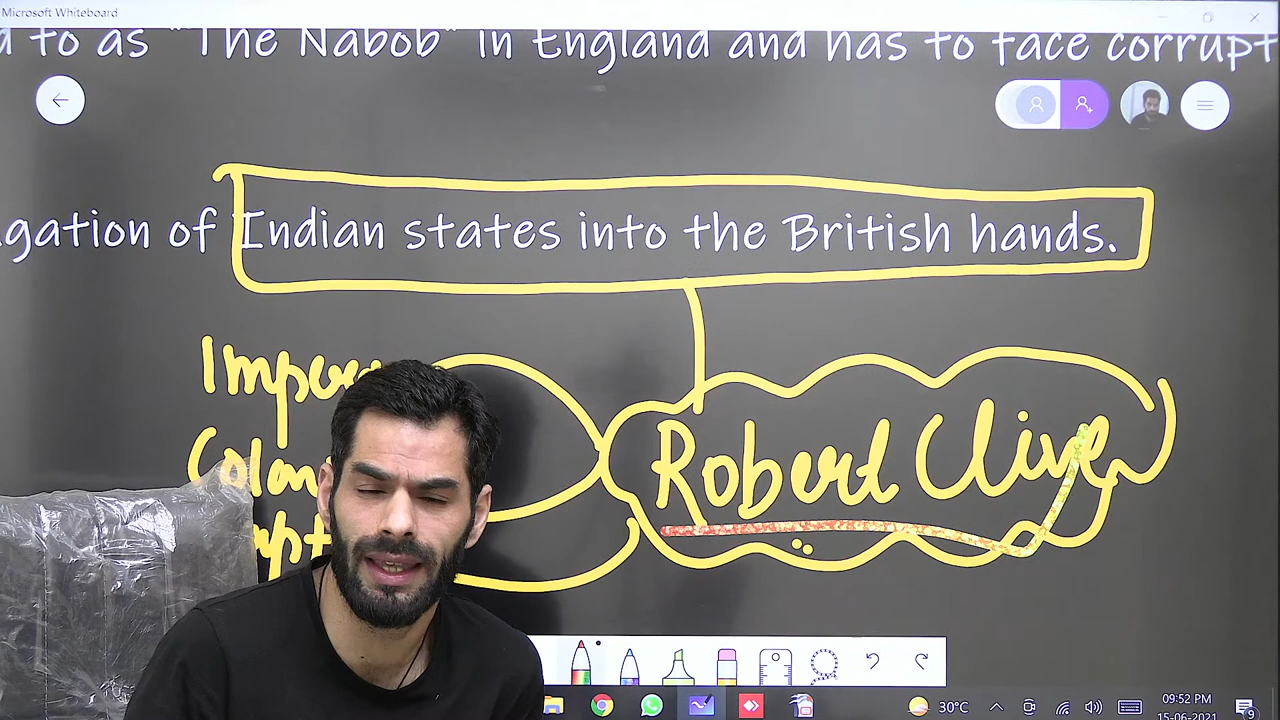 Microsoft Whiteboard
to as "The Nabob" in England and has to face corrupt
of Indian states into the British hands.
Robert Clive
30°C
09:52 PM
15-06-2021